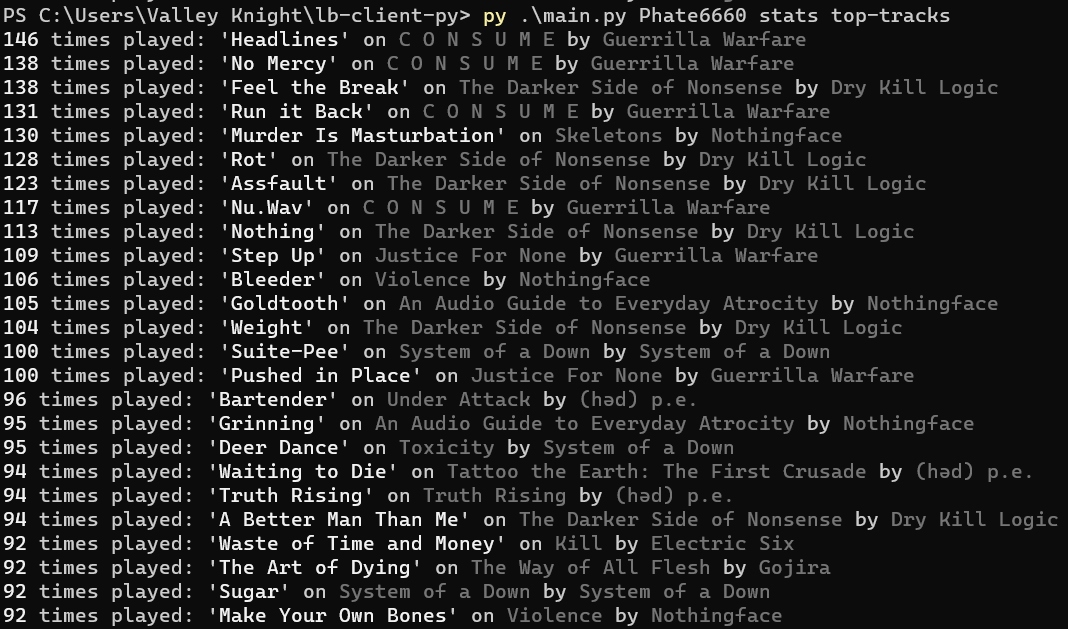 PS C:\Users\Valley Knight\lb-client-py> py .\main.py Phate6660 stats top-tracks
146 times played: 'Headlines' on C O N S U M E by Guerrilla Warfare
138 times played: 'No Mercy' on C O N S U M E by Guerrilla Warfare
138 times played: 'Feel the Break' on The Darker Side of Nonsense by Dry Kill Logic
131 times played: 'Run it Back' on C O N S U M E by Guerrilla Warfare
130 times played: 'Murder Is Masturbation' on Skeletons by Nothingface
128 times played: 'Rot' on The Darker Side of Nonsense by Dry Kill Logic
123 times played: 'Assfault' on The Darker Side of Nonsense by Dry Kill Logic
117 times played: 'Nu.Wav' on C O N S U M E by Guerrilla Warfare
113 times played: 'Nothing' on The Darker Side of Nonsense by Dry Kill Logic
109 times played: 'Step Up' on Justice For None by Guerrilla Warfare
106 times played: 'Bleeder' on Violence by Nothingface
105 times played: 'Goldtooth' on An Audio Guide to Everyday Atrocity by Nothingface
104 times played: 'Weight' on The Darker Side of Nonsense by Dry Kill Logic
100 times played: 'Suite-Pee' on System of a Down by System of a Down
100 times played: 'Pushed in Place' on Justice For None by Guerrilla Warfare
96 times played: 'Bartender' on Under Attack by (həd) p.e.
95 times played: 'Grinning' on An Audio Guide to Everyday Atrocity by Nothingface
95 times played: 'Deer Dance' on Toxicity by System of a Down
94 times played: 'Waiting to Die' on Tattoo the Earth: The First Crusade by (həd) p.e.
94 times played: 'Truth Rising' on Truth Rising by (həd) p.e.
94 times played: 'A Better Man Than Me' on The Darker Side of Nonsense by Dry Kill Logic
92 times played: 'Waste of Time and Money' on Kill by Electric Six
92 times played: 'The Art of Dying' on The Way of All Flesh by Gojira
92 times played: 'Sugar' on System of a Down by System of a Down
92 times played: 'Make Your Own Bones' on Violence by Nothingface